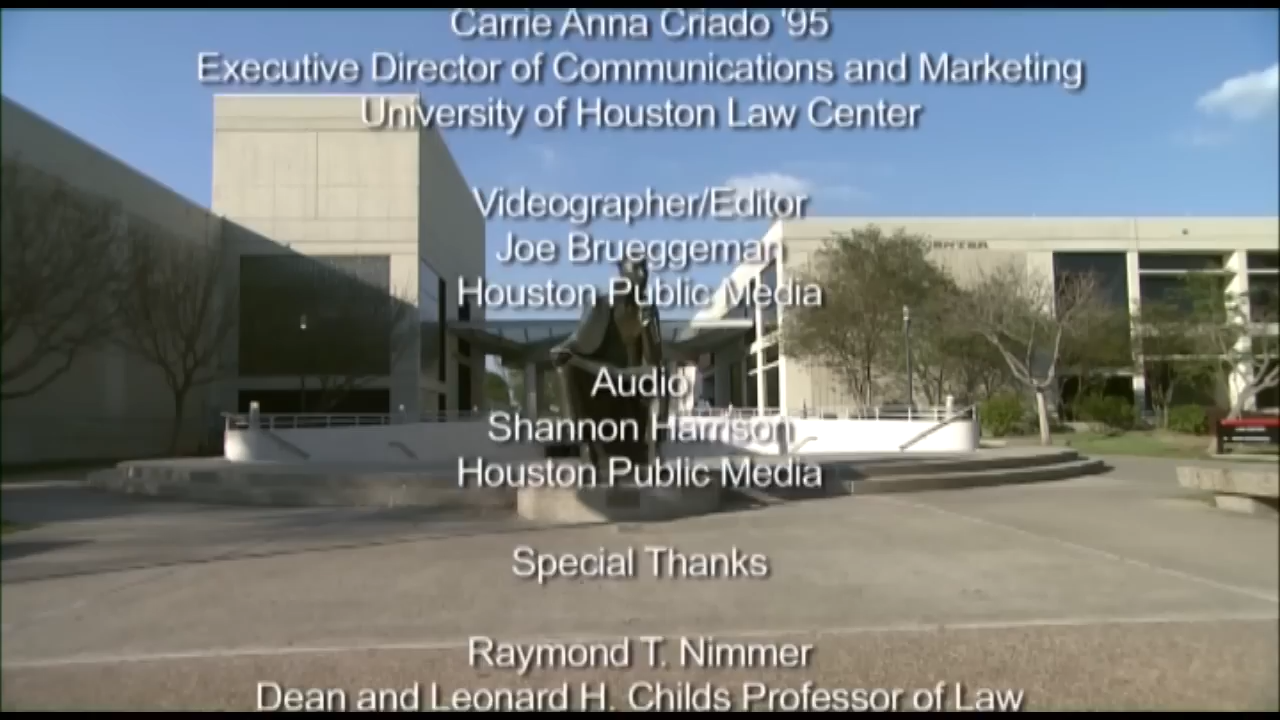 Carrie Anna Criado '95
Executive Director of Communications and Marketing
University of Houston Law Center
Videographer/Editor
Joe Brueggeman
Houston Public Media
Audio
Shannon Harrison
Houston Public Media
Special Thanks
Raymond T. Nimmer
Dean and Leonard H. Childs Professor of Law